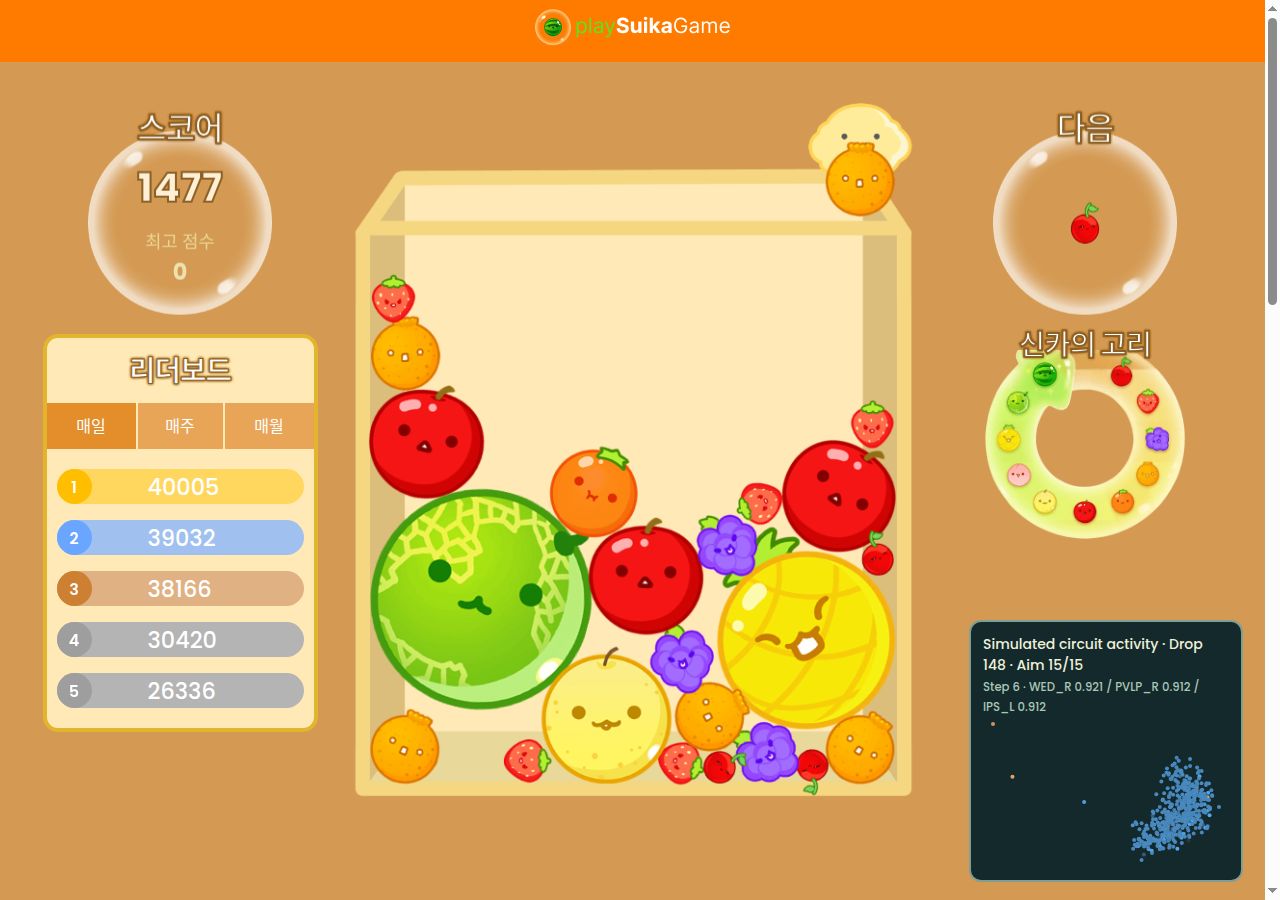 playSuikaGame
스코어
1477
최고 점수
0
다음
신카의 고리
리더보드
매일 매주 매월
1 40005
2 39032
3 38166
4 30420
5 26336
Simulated circuit activity · Drop
148 · Aim 15/15
Step 6 · WED_R 0.921 / PVLP_R 0.912 /
IPS_L 0.912